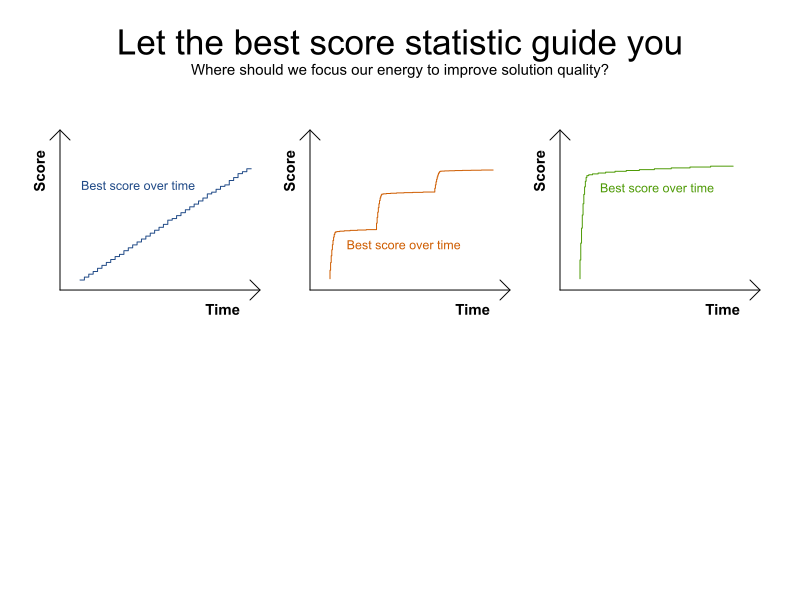 Let the best score statistic guide you
Where should we focus our energy to improve solution quality?
Score
Best score over time
Time
Score
Best score over time
Time
Score
Best score over time
Time